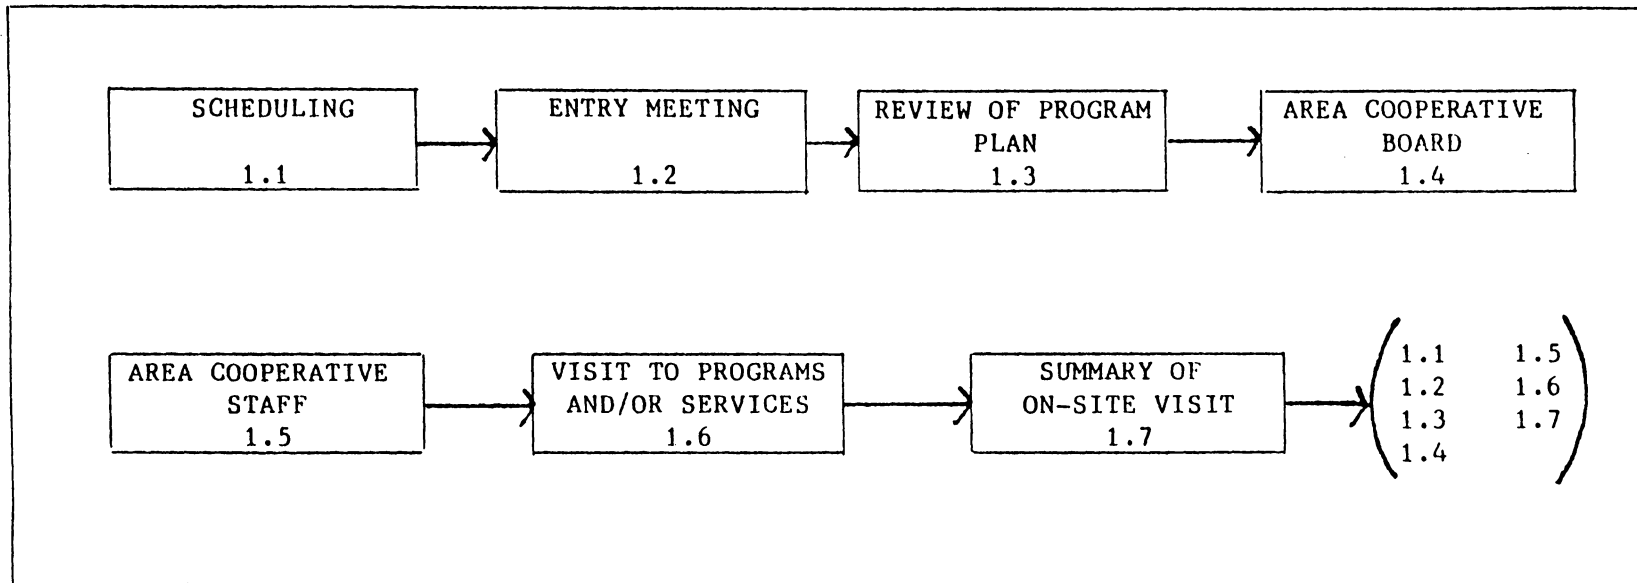 SCHEDULING
1.1
ENTRY MEETING
1.2
REVIEW OF PROGRAM
PLAN
1.3
AREA COOPERATIVE
BOARD
1.4
AREA COOPERATIVE
STAFF
1.5
VISIT TO PROGRAMS
AND/OR SERVICES
1.6
SUMMARY OF
ON-SITE VISIT
1.7
1.1 1.5
1.2 1.6
1.3 1.7
1.4